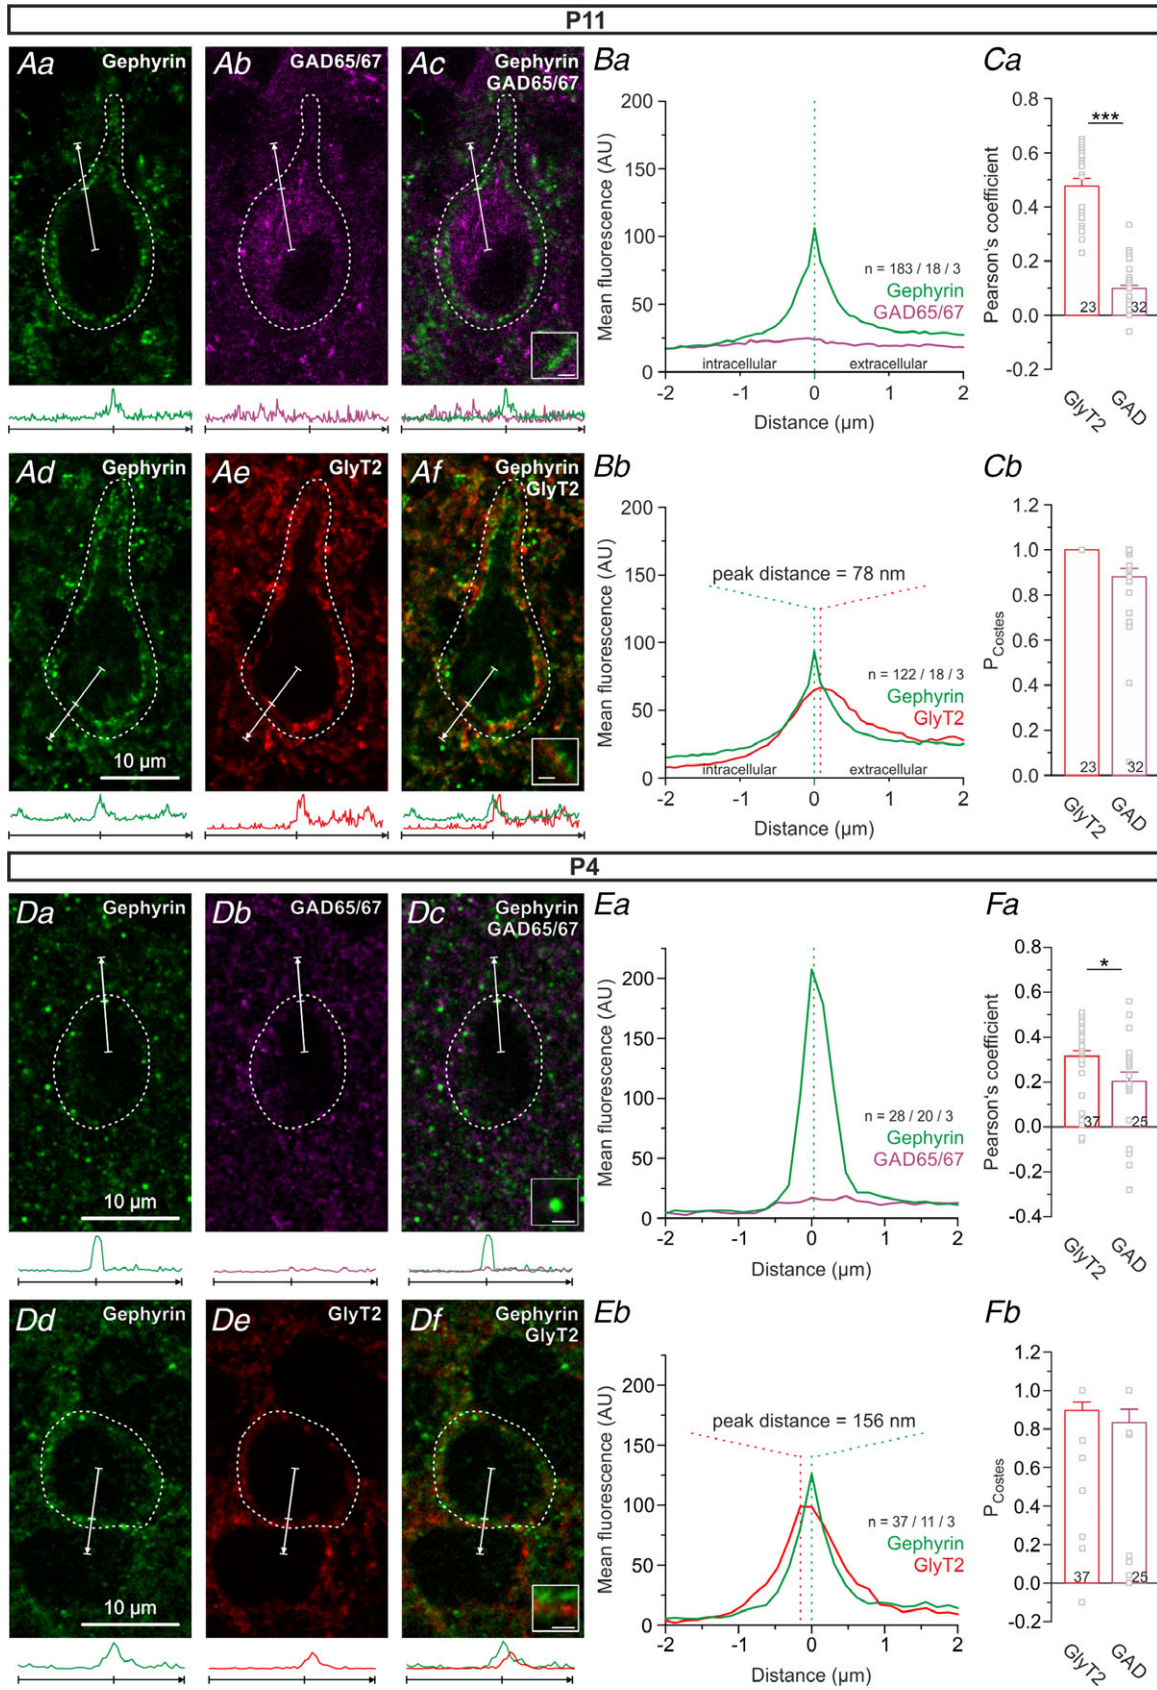 P11
Aa Gephyrin
Ab GAD65/67
Ac Gephyrin
GAD65/67
Ba
200
150
100
50
0
Mean fluorescence (AU)
n = 183 / 18 / 3
Gephyrin
GAD65/67
intracellular
extracellular
-2 -1 0 1 2
Distance (µm)
Ca
0.8
0.6
0.4
0.2
0.0
-0.2
Pearson's coefficient
***
23 32
GlyT2 GAD
Ad Gephyrin
10 µm
Ae GlyT2
Af Gephyrin
GlyT2
Bb
200
150
100
50
0
Mean fluorescence (AU)
peak distance = 78 nm
n = 122 / 18 / 3
Gephyrin
GlyT2
intracellular
extracellular
-2 -1 0 1 2
Distance (µm)
Cb
1.0
0.8
0.6
0.4
0.2
0.0
PCostes
23 32
GlyT2 GAD
P4
Da Gephyrin
10 µm
Db GAD65/67
Dc Gephyrin
GAD65/67
Ea
200
150
100
50
0
Mean fluorescence (AU)
n = 28 / 20 / 3
Gephyrin
GAD65/67
-2 -1 0 1 2
Distance (µm)
Fa
0.8
0.6
0.4
0.2
0.0
-0.2
-0.4
Pearson's coefficient
*
37 25
GlyT2 GAD
Dd Gephyrin
10 µm
De GlyT2
Df Gephyrin
GlyT2
Eb
200
150
100
50
0
Mean fluorescence (AU)
peak distance = 156 nm
n = 37 / 11 / 3
Gephyrin
GlyT2
-2 -1 0 1 2
Distance (µm)
Fb
1.2
1.0
0.8
0.6
0.4
0.2
0.0
-0.2
PCostes
37 25
GlyT2 GAD